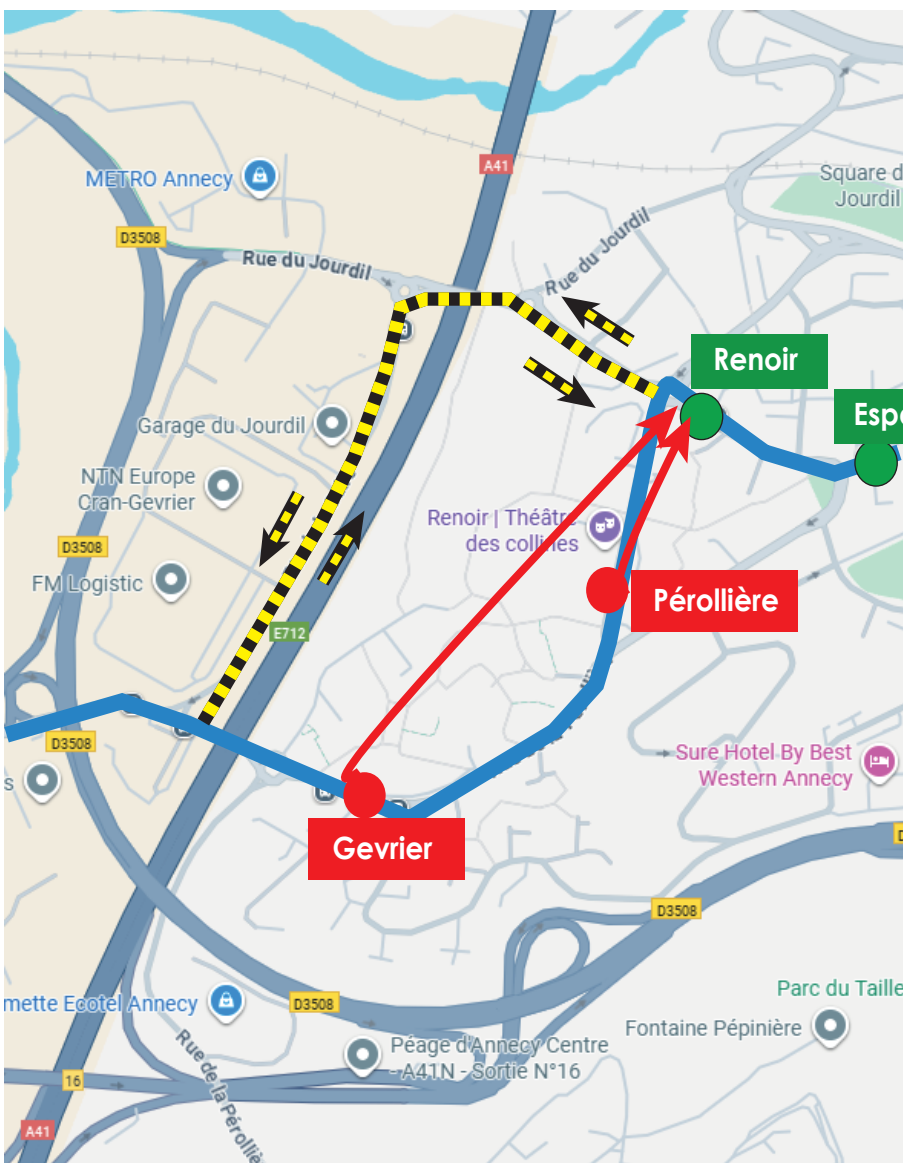 A41
METRO Annecy
Square d
Jourdil
D3508
Rue du Jourdil
Rue du Jourdil
Renoir
Espa
Garage du Jourdil
NTN Europe
Cran-Gevrier
Renoir | Théâtre
des collines
D3508
FM Logistic
Pérollière
E712
D3508
s
Sure Hotel By Best
Western Annecy
Gevrier
D
D3508
mette Ecotel Annecy
D3508
Parc du Taille
Fontaine Pépinière
Péage d'Annecy Centre
- A41N - Sortie N°16
Rue de la Pérollière
16
A41